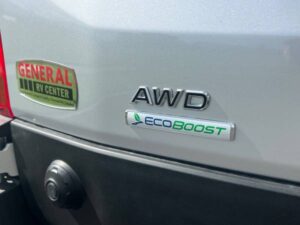 GENERAL
RV CENTER
AWD
ECOBOOST